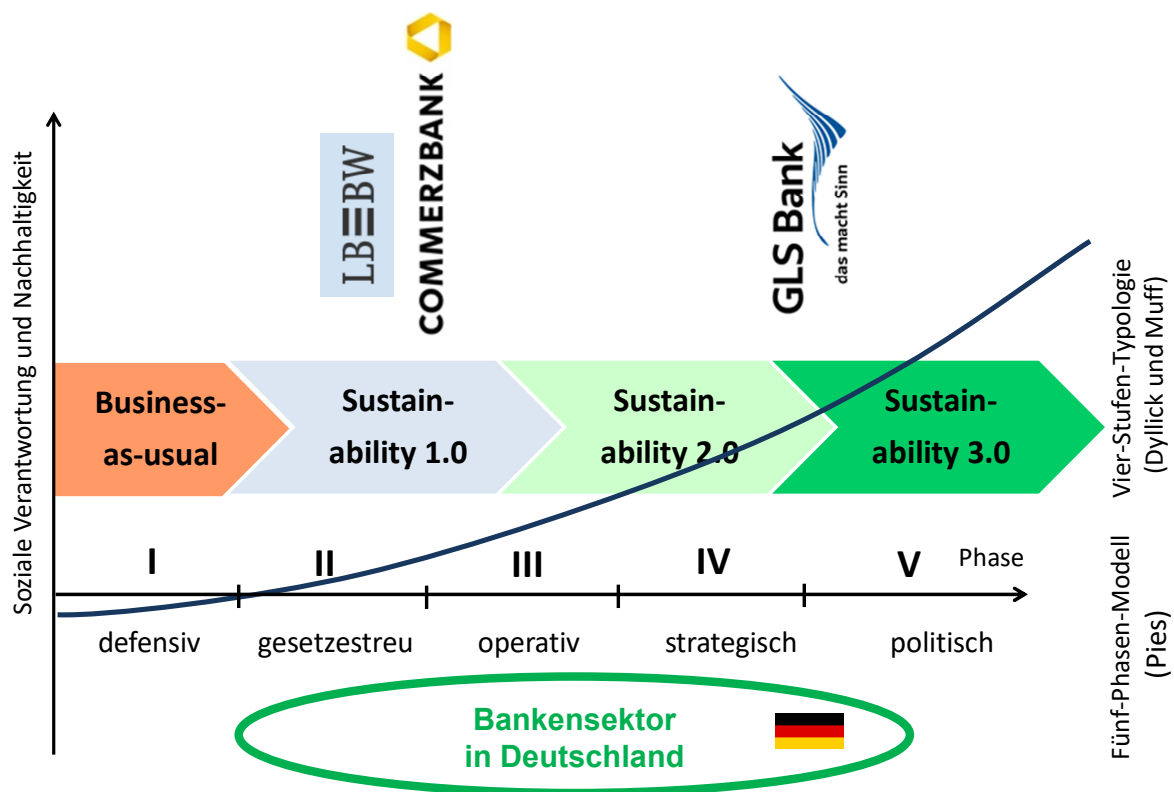 Soziale Verantwortung und Nachhaltigkeit
LB≡BW
COMMERZBANK
GLS Bank
das macht Sinn
Business-
as-usual
Sustain-
ability 1.0
Sustain-
ability 2.0
Sustain-
ability 3.0
Vier-Stufen-Typologie
(Dyllick und Muff)
I
II
III
IV
V
Phase
defensiv
gesetzestreu
operativ
strategisch
politisch
Fünf-Phasen-Modell
(Pies)
Bankensektor
in Deutschland